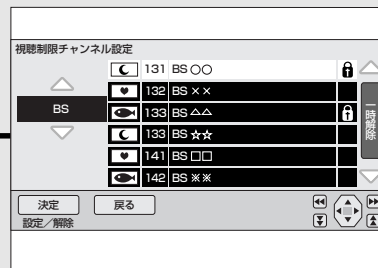 視聴制限チャンネル設定
131 BS ○○
132 BS ××
BS
133 BS △△
133 BS ☆☆
141 BS □□
142 BS ※※
一時解除
決定 戻る
設定／解除